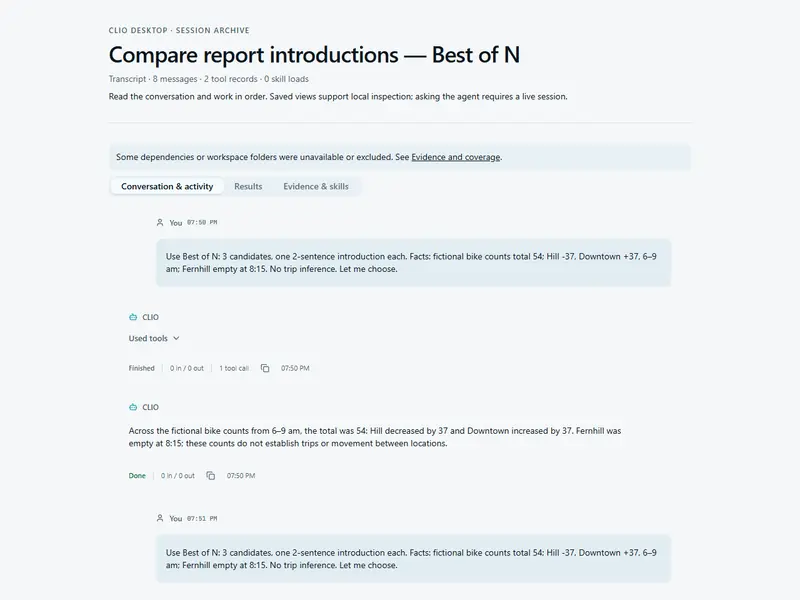 CLIO DESKTOP · SESSION ARCHIVE
Compare report introductions — Best of N
Transcript · 8 messages · 2 tool records · 0 skill loads
Read the conversation and work in order. Saved views support local inspection; asking the agent requires a live session.
Some dependencies or workspace folders were unavailable or excluded. See Evidence and coverage.
Conversation & activity Results Evidence & skills
You 07:50 PM
Use Best of N: 3 candidates, one 2-sentence introduction each. Facts: fictional bike counts total 54; Hill -37, Downtown +37, 6–9
am; Fernhill empty at 8:15. No trip inference. Let me choose.
CLIO
Used tools
Finished 0 in / 0 out 1 tool call 07:50 PM
CLIO
Across the fictional bike counts from 6–9 am, the total was 54: Hill decreased by 37 and Downtown increased by 37. Fernhill was
empty at 8:15; these counts do not establish trips or movement between locations.
Done 0 in / 0 out 07:50 PM
You 07:51 PM
Use Best of N: 3 candidates, one 2-sentence introduction each. Facts: fictional bike counts total 54; Hill -37, Downtown +37, 6–9
am; Fernhill empty at 8:15. No trip inference. Let me choose.